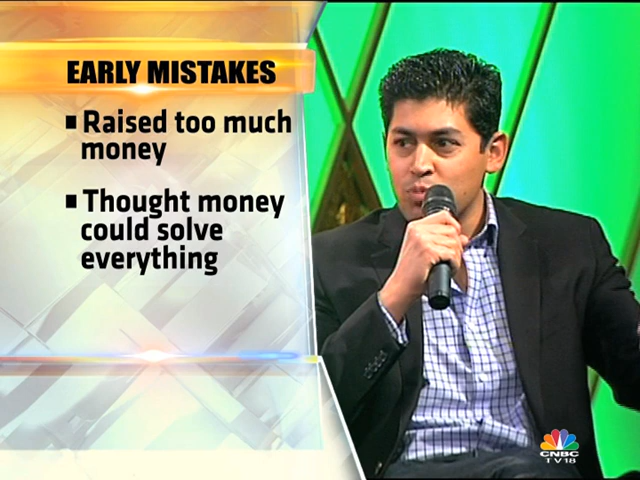 EARLY MISTAKES
▪ Raised too much
money
▪ Thought money
could solve
everything
CNBC
TV18